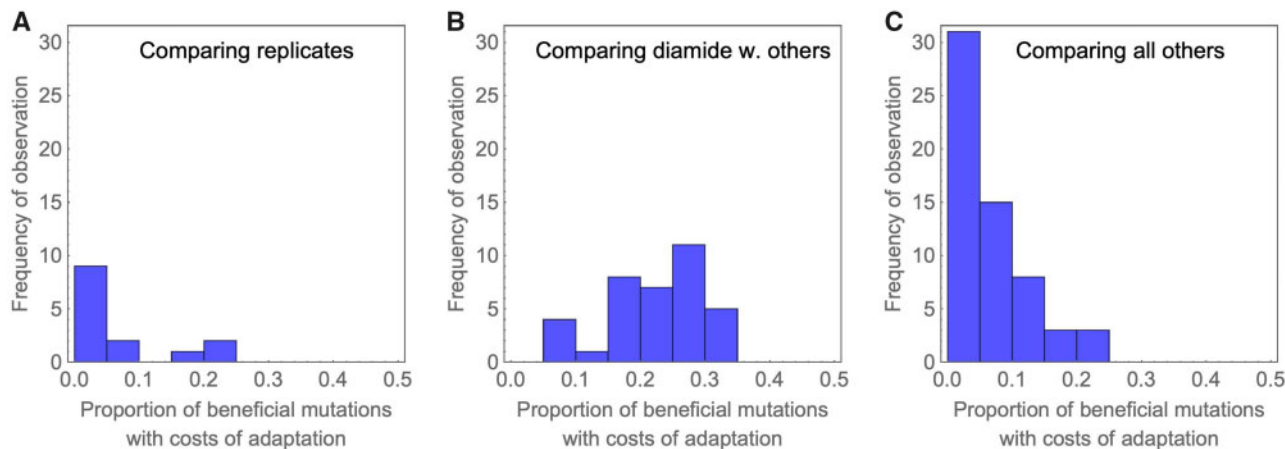 A
Comparing replicates
30
25
20
15
10
5
0
Frequency of observation
0.0 0.1 0.2 0.3 0.4 0.5
Proportion of beneficial mutations
with costs of adaptation
B
Comparing diamide w. others
30
25
20
15
10
5
0
Frequency of observation
0.0 0.1 0.2 0.3 0.4 0.5
Proportion of beneficial mutations
with costs of adaptation
C
Comparing all others
30
25
20
15
10
5
0
Frequency of observation
0.0 0.1 0.2 0.3 0.4 0.5
Proportion of beneficial mutations
with costs of adaptation